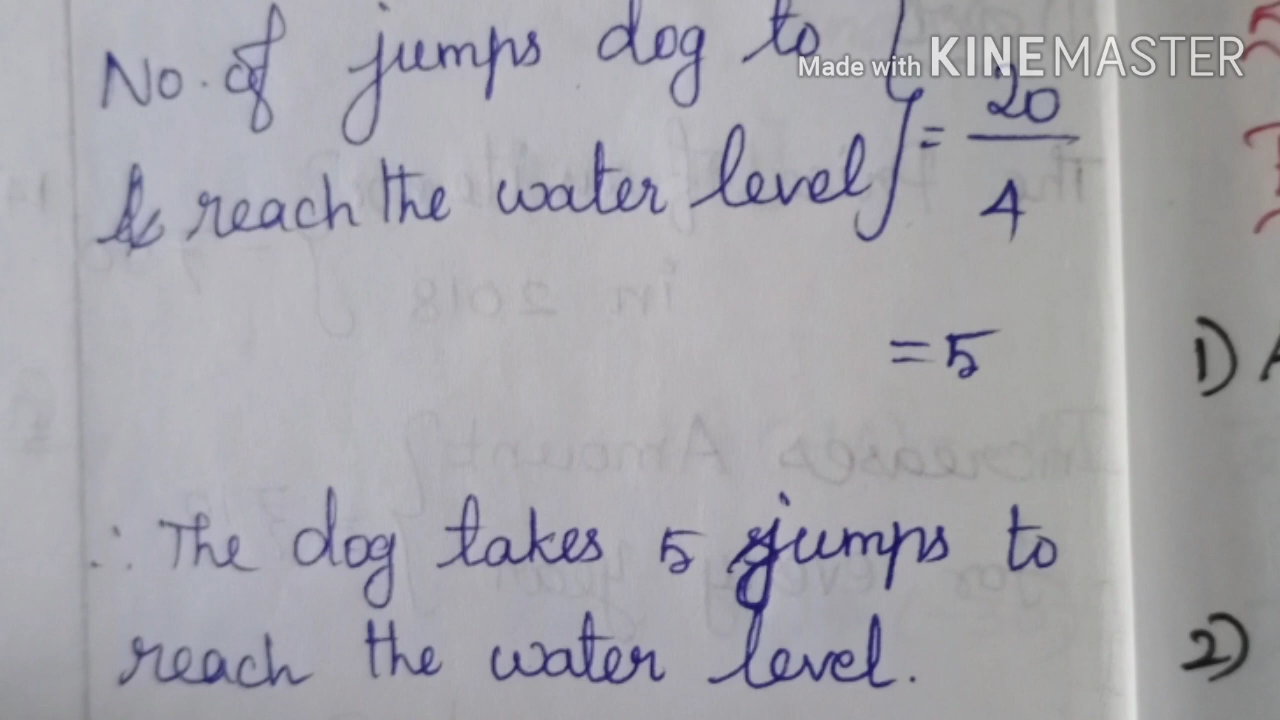 No. of jumps dog to
Made with KINEMASTER
reach the water level } = 20/4
= 5
∴ The dog takes 5 jumps to
reach the water level.
1) A
2)